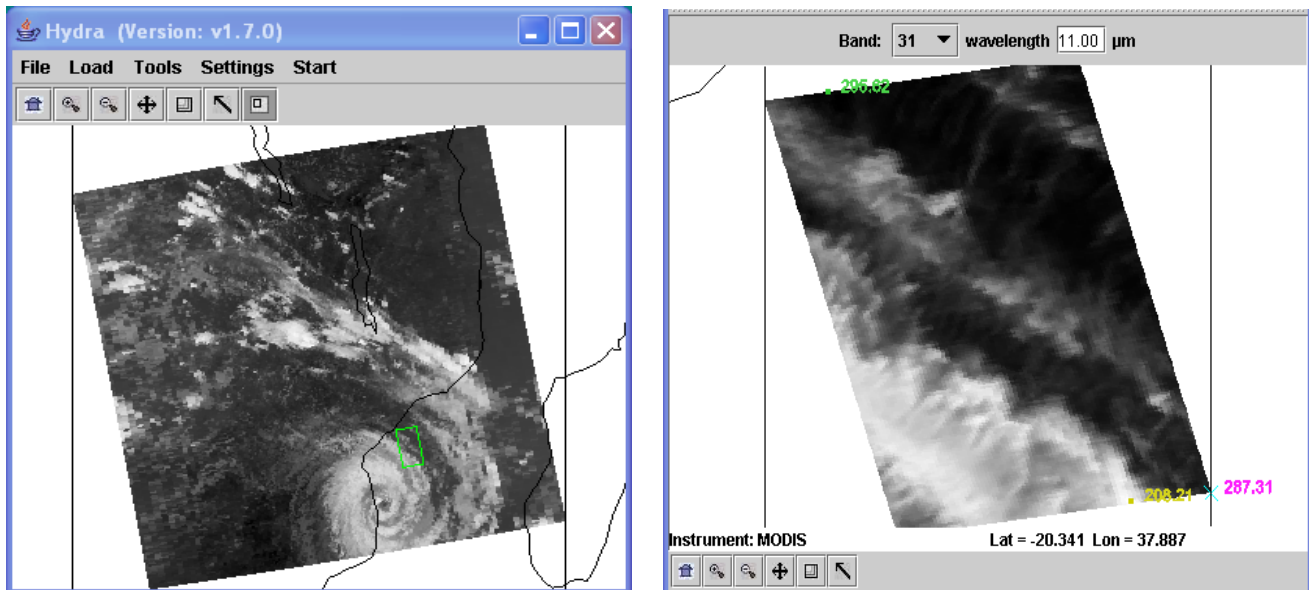 Hydra (Version: v1.7.0)
File Load Tools Settings Start
Band: 31 wavelength 11.00 µm
295.62
208.21
287.31
Instrument: MODIS Lat = -20.341 Lon = 37.887